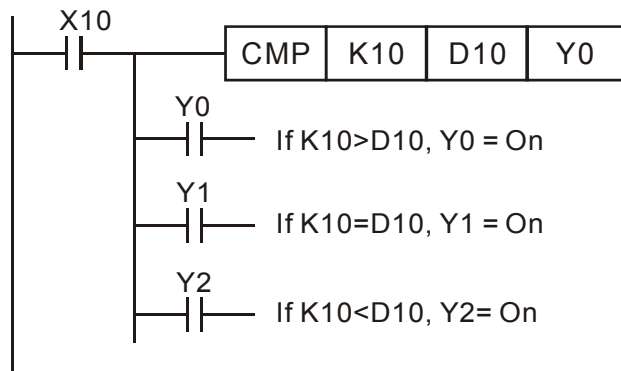 X10
CMP K10 D10 Y0
Y0
If K10>D10, Y0 = On
Y1
If K10=D10, Y1 = On
Y2
If K10<D10, Y2= On